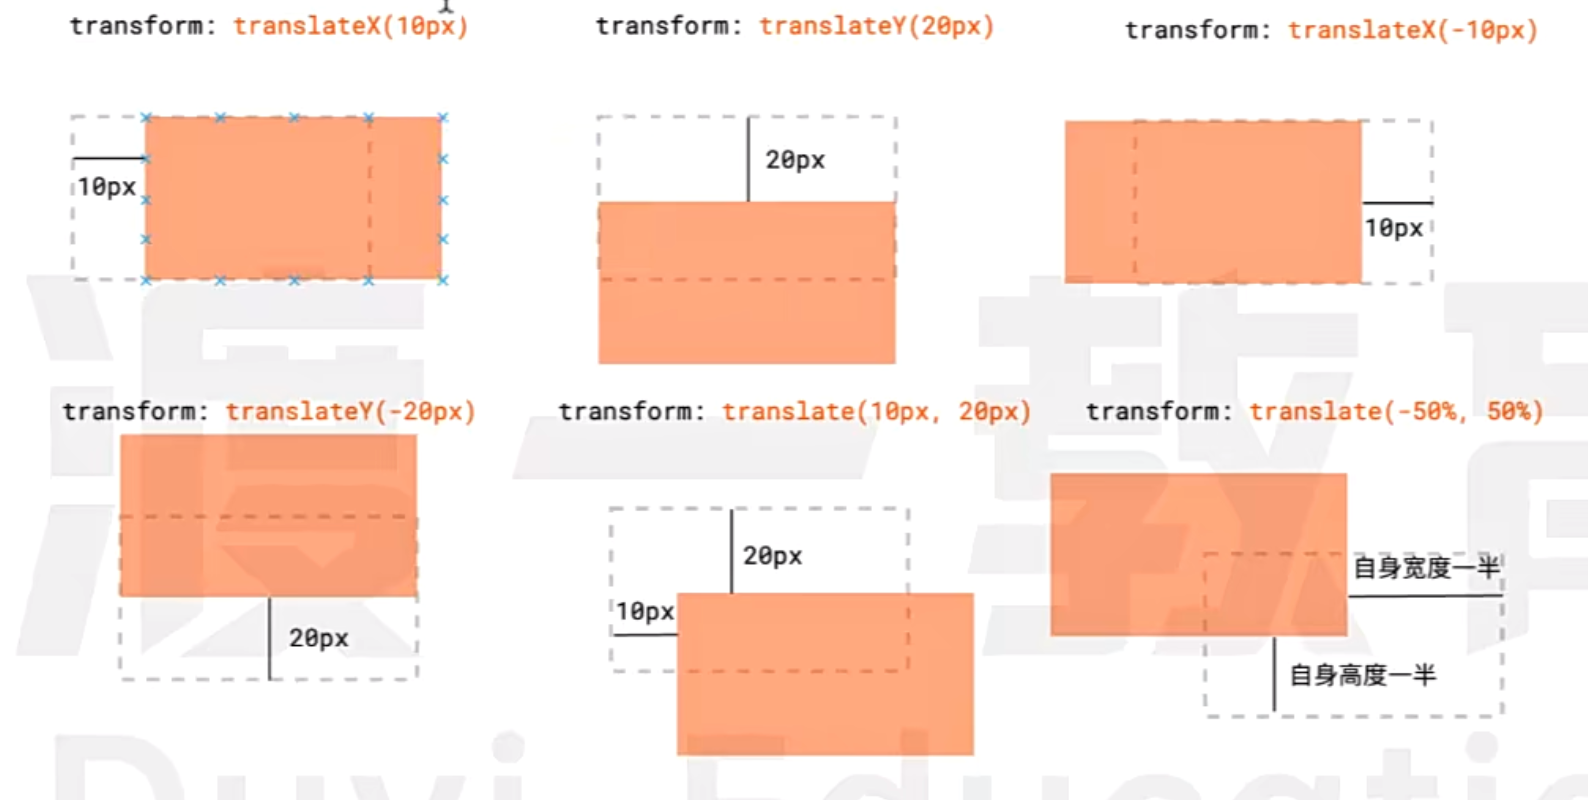 transform: translateX(10px)
transform: translateY(20px)
transform: translateX(-10px)
10px
20px
10px
transform: translateY(-20px)
transform: translate(10px, 20px)
transform: translate(-50%, 50%)
20px
20px
10px
自身宽度一半
自身高度一半
Duyi Educatio